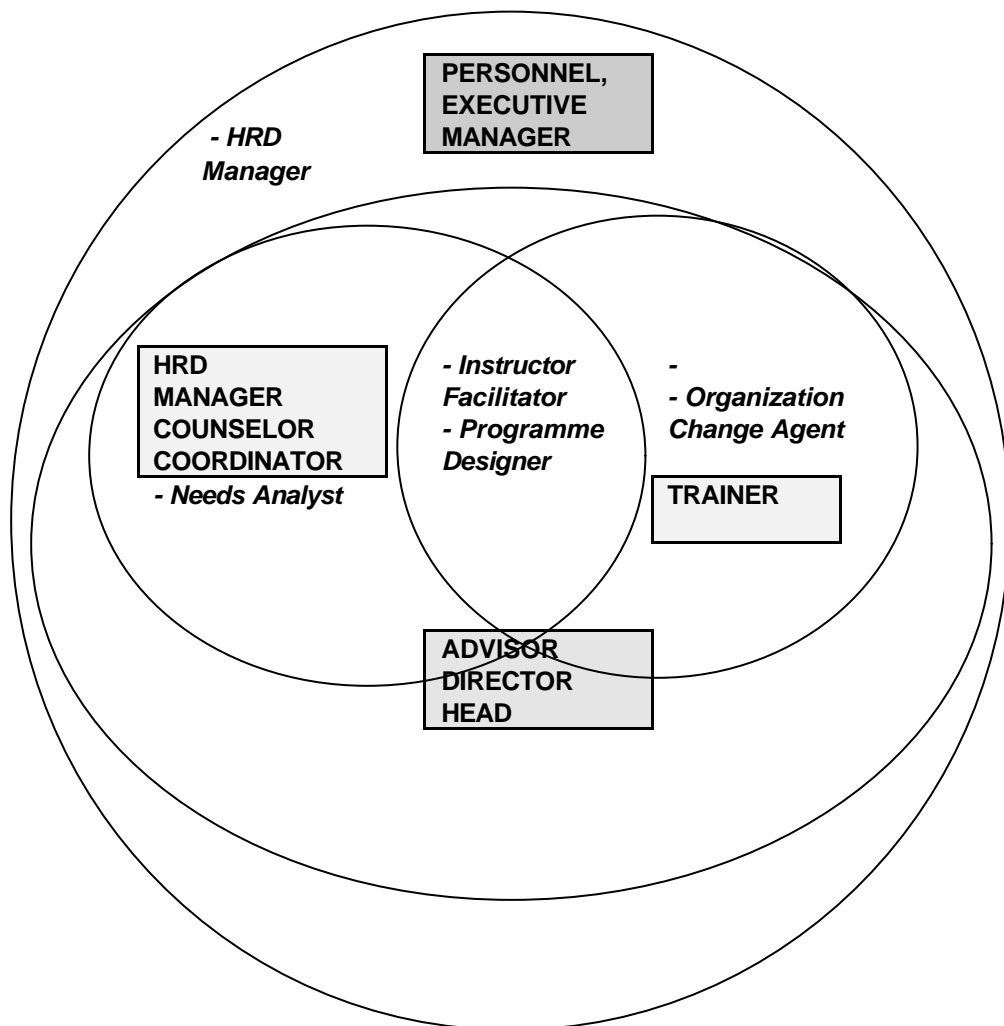 PERSONNEL,
EXECUTIVE
MANAGER
- HRD
Manager
HRD
MANAGER
COUNSELOR
COORDINATOR
- Needs Analyst
- Instructor
Facilitator
- Programme
Designer
-
- Organization
Change Agent
TRAINER
ADVISOR
DIRECTOR
HEAD